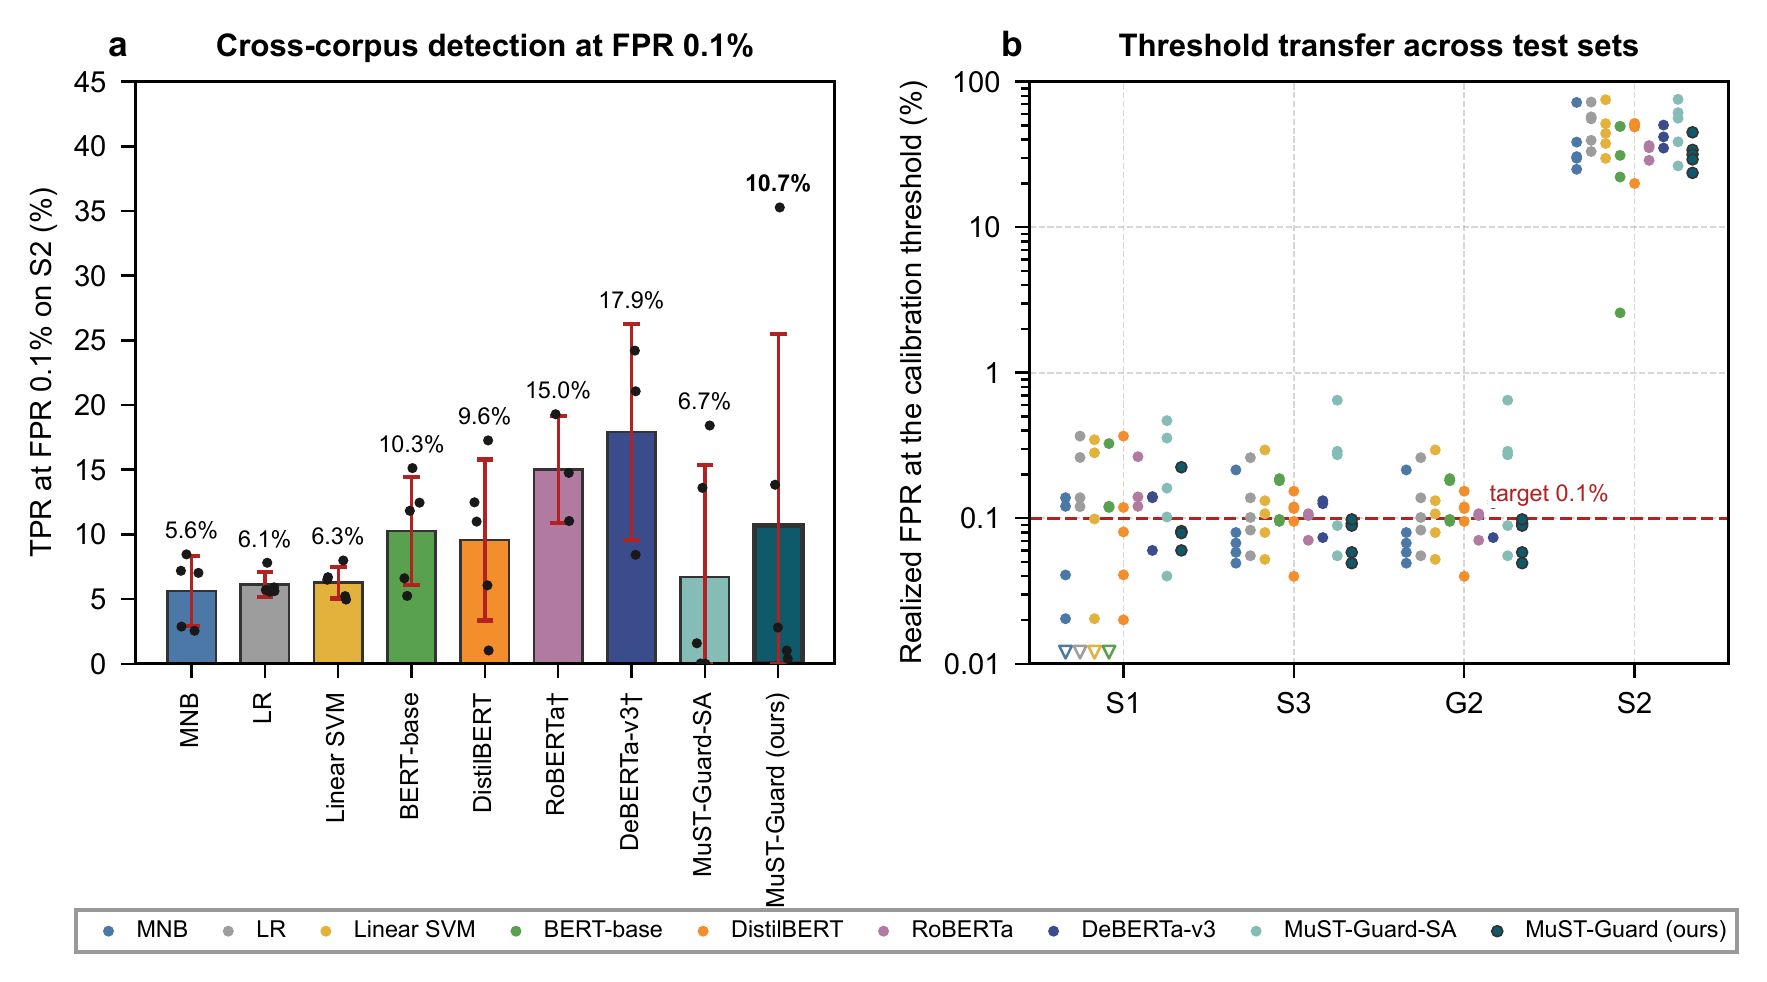 a Cross-corpus detection at FPR 0.1%
TPR at FPR 0.1% on S2 (%)
45
40
35
30
25
20
15
10
5
0
5.6%
6.1%
6.3%
10.3%
9.6%
15.0%
17.9%
6.7%
10.7%
MNB
LR
Linear SVM
BERT-base
DistilBERT
RoBERTa†
DeBERTa-v3†
MuST-Guard-SA
MuST-Guard (ours)
b Threshold transfer across test sets
Realized FPR at the calibration threshold (%)
100
10
1
0.1
0.01
target 0.1%
S1 S3 G2 S2
MNB LR Linear SVM BERT-base DistilBERT RoBERTa DeBERTa-v3 MuST-Guard-SA MuST-Guard (ours)